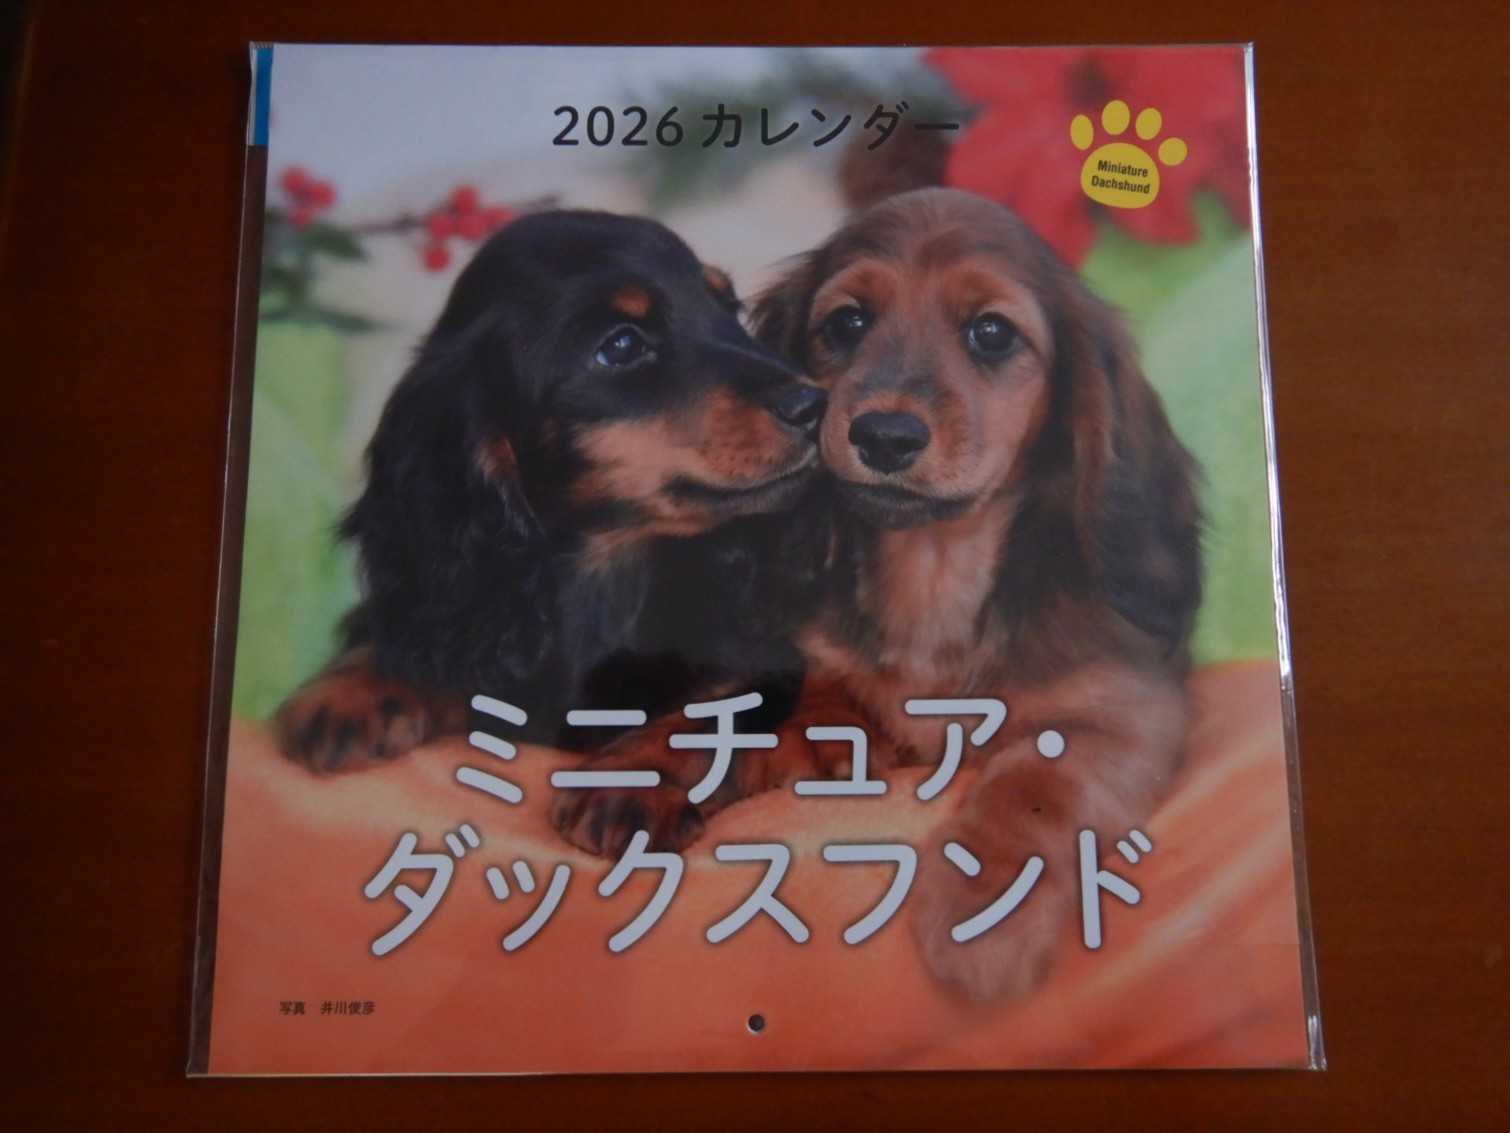 2026 カレンダー
Miniature
Dachshund
ミニチュア・
ダックスフンド
写真　井川俊彦